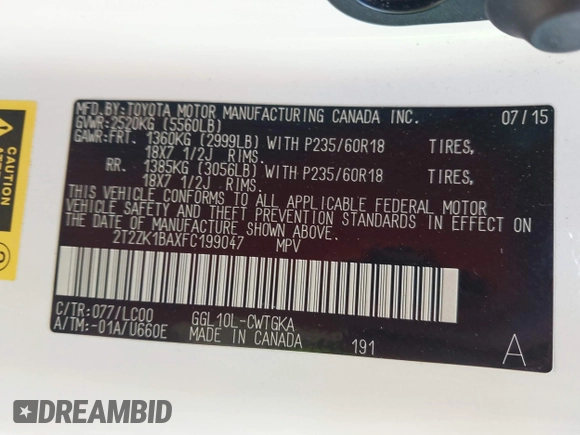 MFD.BY:TOYOTA MOTOR MANUFACTURING CANADA INC. 07/15
GVWR:2520KG (5560LB)
GAWR:FRT. 1360KG (2999LB) WITH P235/60R18 TIRES,
18X7 1/2J RIMS.
RR. 1385KG (3056LB) WITH P235/60R18 TIRES,
18X7 1/2J RIMS.
THIS VEHICLE CONFORMS TO ALL APPLICABLE FEDERAL MOTOR
VEHICLE SAFETY AND THEFT PREVENTION STANDARDS IN EFFECT ON
THE DATE OF MANUFACTURE SHOWN ABOVE.
2T2ZK1BAXFC199047 MPV
C/TR:077/LC00 GGL10L-CWTGKA
A/TM:-01A/U660E MADE IN CANADA 191 A
DREAMBID